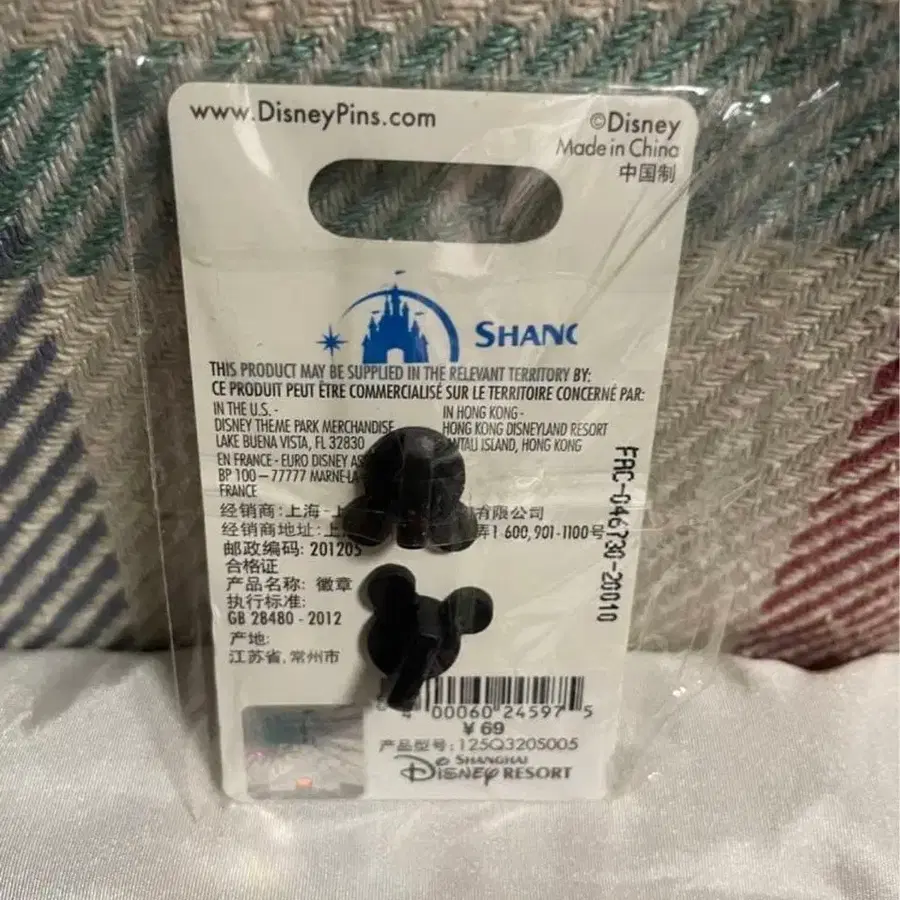 www.DisneyPins.com
©Disney
Made in China
中国制
SHANG
THIS PRODUCT MAY BE SUPPLIED IN THE RELEVANT TERRITORY BY:
CE PRODUIT PEUT ÊTRE COMMERCIALISÉ SUR LE TERRITOIRE CONCERNÉ PAR:
IN THE U.S. -
DISNEY THEME PARK MERCHANDISE
LAKE BUENA VISTA, FL 32830
IN HONG KONG -
HONG KONG DISNEYLAND RESORT
ANTAU ISLAND, HONG KONG
EN FRANCE - EURO DISNEY AS
BP 100 – 77777 MARNE-LA
FRANCE
经销商: 上海 - 上 有限公司
经销商地址: 上 弄1 600, 901-1100号
邮政编码: 201205
合格证
产品名称: 徽章
执行标准:
GB 28480 - 2012
产地:
江苏省, 常州市
FAC-046730-20010
00060 24597 5
¥ 69
产品型号: 125Q320S005
SHANGHAI
DISNEY RESORT